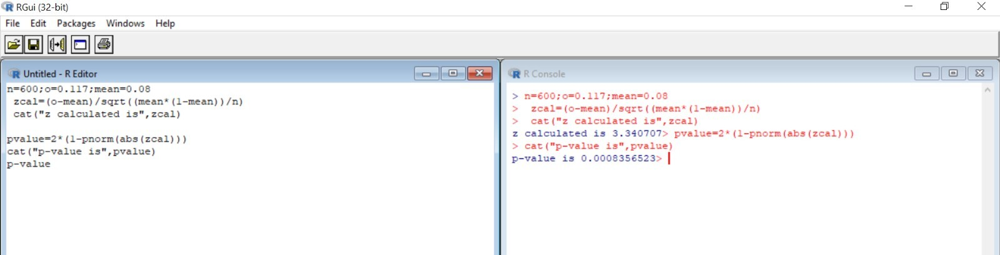 RGui (32-bit)
File Edit Packages Windows Help
Untitled - R Editor
n=600;o=0.117;mean=0.08
 zcal=(o-mean)/sqrt((mean*(1-mean))/n)
 cat("z calculated is",zcal)
pvalue=2*(1-pnorm(abs(zcal)))
cat("p-value is",pvalue)
p-value
R Console
> n=600;o=0.117;mean=0.08
>  zcal=(o-mean)/sqrt((mean*(1-mean))/n)
>  cat("z calculated is",zcal)
z calculated is 3.340707> pvalue=2*(1-pnorm(abs(zcal)))
> cat("p-value is",pvalue)
p-value is 0.0008356523>